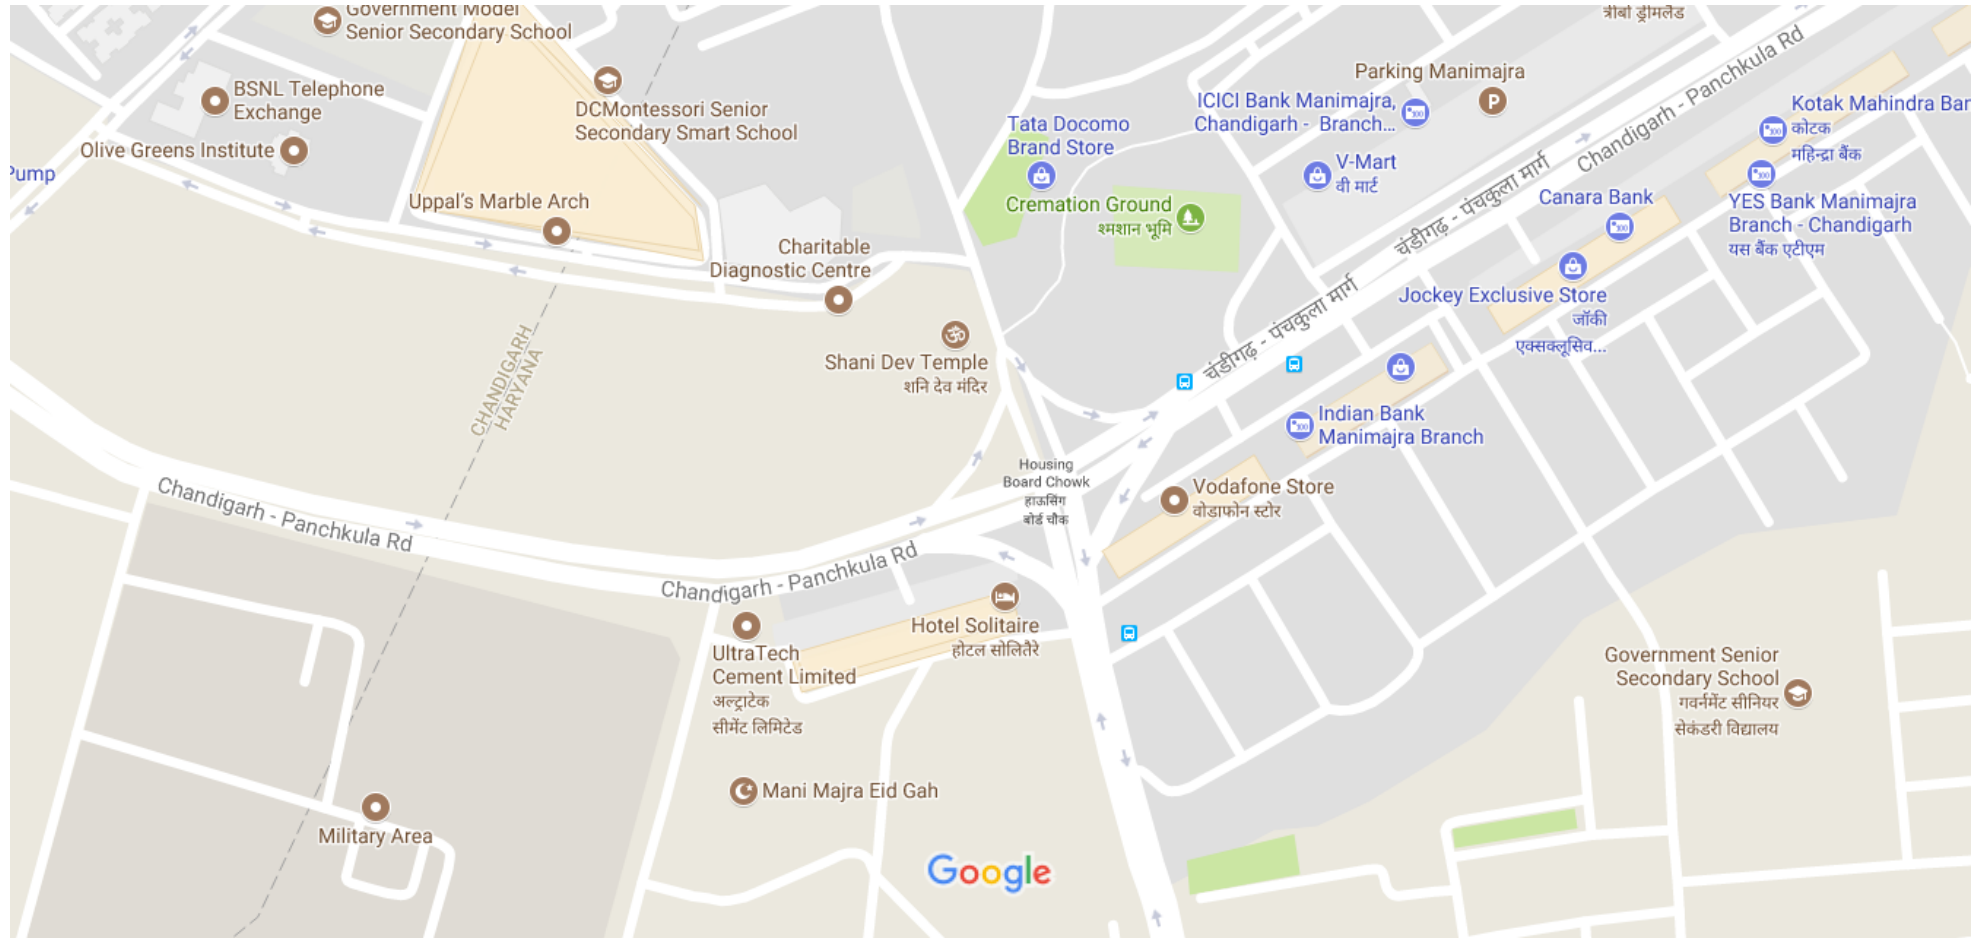 Government Model
Senior Secondary School
BSNL Telephone
Exchange
DCMontessori Senior
Secondary Smart School
Olive Greens Institute
Pump
Uppal's Marble Arch
Charitable
Diagnostic Centre
Tata Docomo
Brand Store
Cremation Ground
श्मशान भूमि
Parking Manimajra
P
ICICI Bank Manimajra,
Chandigarh - Branch...
V-Mart
वी मार्ट
त्रीबो ड्रीमलैंड
Chandigarh - Panchkula Rd
चंडीगढ़ - पंचकुला मार्ग
Kotak Mahindra Ban
कोटक
महिन्द्रा बैंक
Canara Bank
YES Bank Manimajra
Branch - Chandigarh
यस बैंक एटीएम
Jockey Exclusive Store
जॉकी
एक्सक्लूसिव...
चंडीगढ़ - पंचकुला मार्ग
Shani Dev Temple
शनि देव मंदिर
CHANDIGARH
HARYANA
Indian Bank
Manimajra Branch
Housing
Board Chowk
हाऊसिंग
बोर्ड चौक
Vodafone Store
वोडाफोन स्टोर
Chandigarh - Panchkula Rd
Chandigarh - Panchkula Rd
Hotel Solitaire
होटल सोलितैरे
UltraTech
Cement Limited
अल्ट्राटेक
सीमेंट लिमिटेड
Government Senior
Secondary School
गवर्नमेंट सीनियर
सेकंडरी विद्यालय
Mani Majra Eid Gah
Military Area
Google